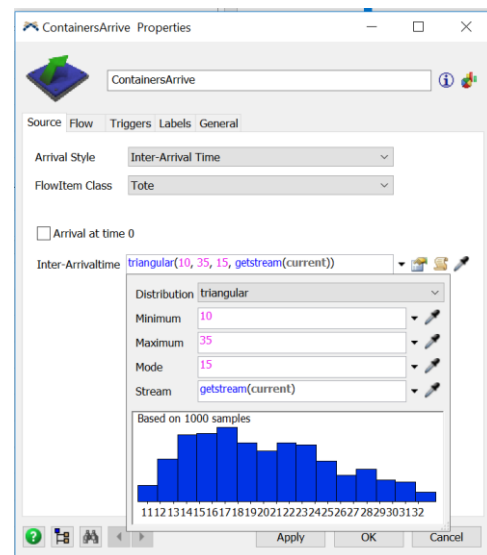 ContainersArrive Properties
ContainersArrive
Source Flow Triggers Labels General
Arrival Style Inter-Arrival Time
FlowItem Class Tote
Arrival at time 0
Inter-Arrivaltime triangular(10, 35, 15, getstream(current))
Distribution triangular
Minimum 10
Maximum 35
Mode 15
Stream getstream(current)
Based on 1000 samples
11121314151617181920212223242526272829303132
Apply OK Cancel